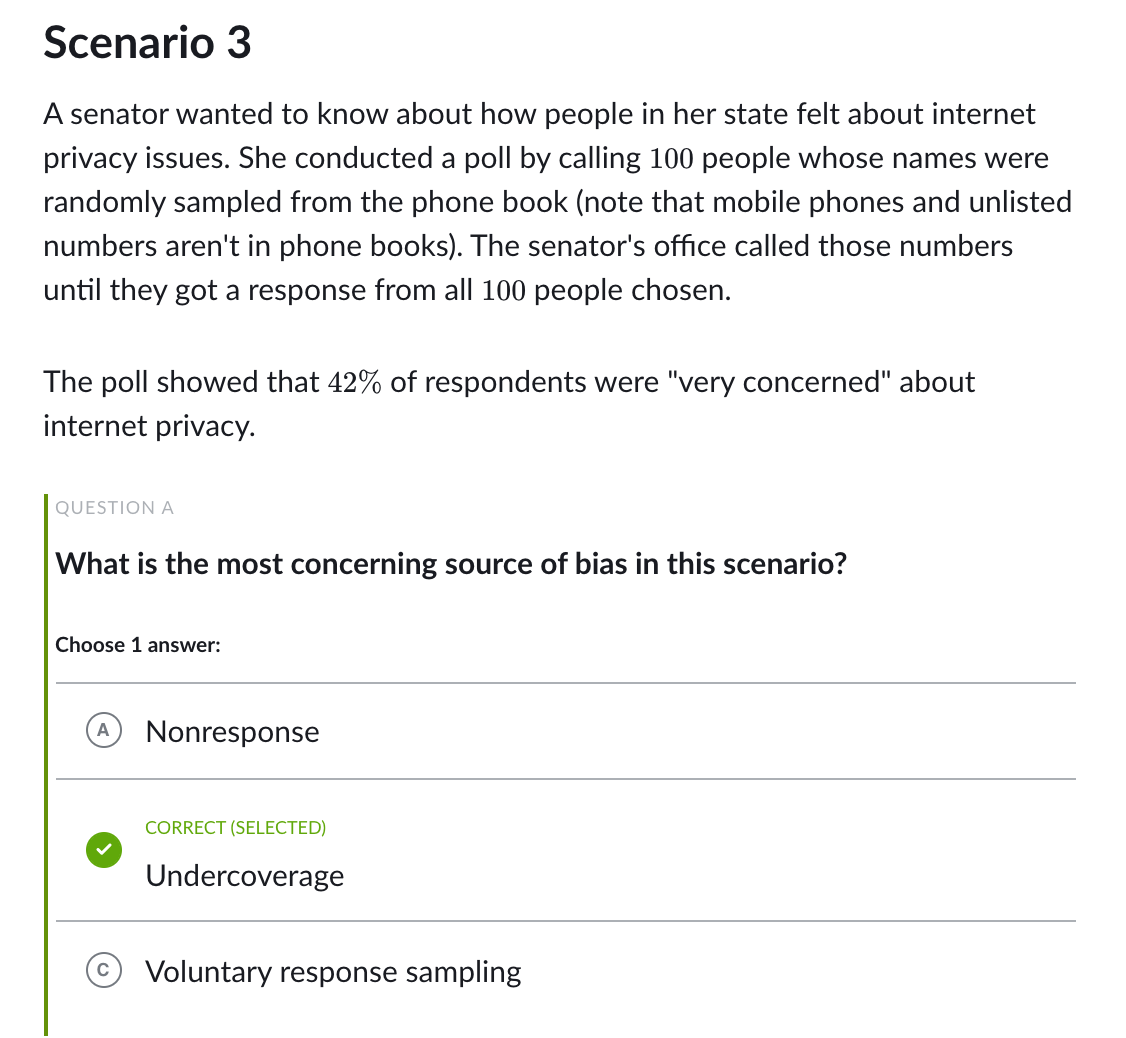 Scenario 3
A senator wanted to know about how people in her state felt about internet
privacy issues. She conducted a poll by calling 100 people whose names were
randomly sampled from the phone book (note that mobile phones and unlisted
numbers aren't in phone books). The senator's office called those numbers
until they got a response from all 100 people chosen.
The poll showed that 42% of respondents were "very concerned" about
internet privacy.
QUESTION A
What is the most concerning source of bias in this scenario?
Choose 1 answer:
A Nonresponse
CORRECT (SELECTED)
Undercoverage
C Voluntary response sampling